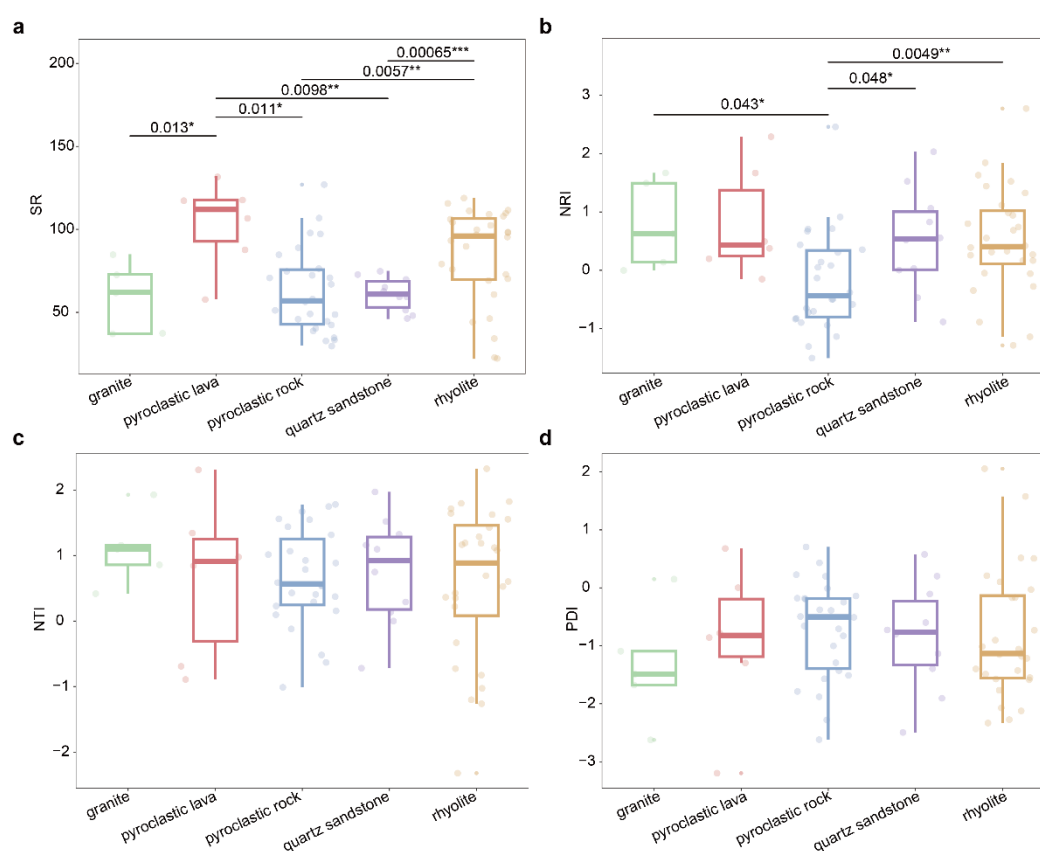 a
200
150
100
50
SR
0.00065***
0.0057**
0.0098**
0.011*
0.013*
granite
pyroclastic lava
pyroclastic rock
quartz sandstone
rhyolite
b
3
2
1
0
−1
NRI
0.0049**
0.048*
0.043*
granite
pyroclastic lava
pyroclastic rock
quartz sandstone
rhyolite
c
2
1
0
−1
−2
NTI
granite
pyroclastic lava
pyroclastic rock
quartz sandstone
rhyolite
d
2
1
0
−1
−2
−3
PDI
granite
pyroclastic lava
pyroclastic rock
quartz sandstone
rhyolite